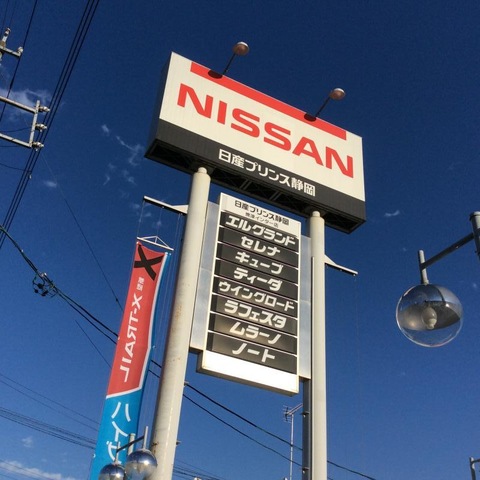 NISSAN
日産プリンス静岡
日産プリンス静岡
エルグランド
セレナ
キューブ
ティーダ
ウイングロード
ラフェスタ
ムラーノ
ノート
X-TRAIL